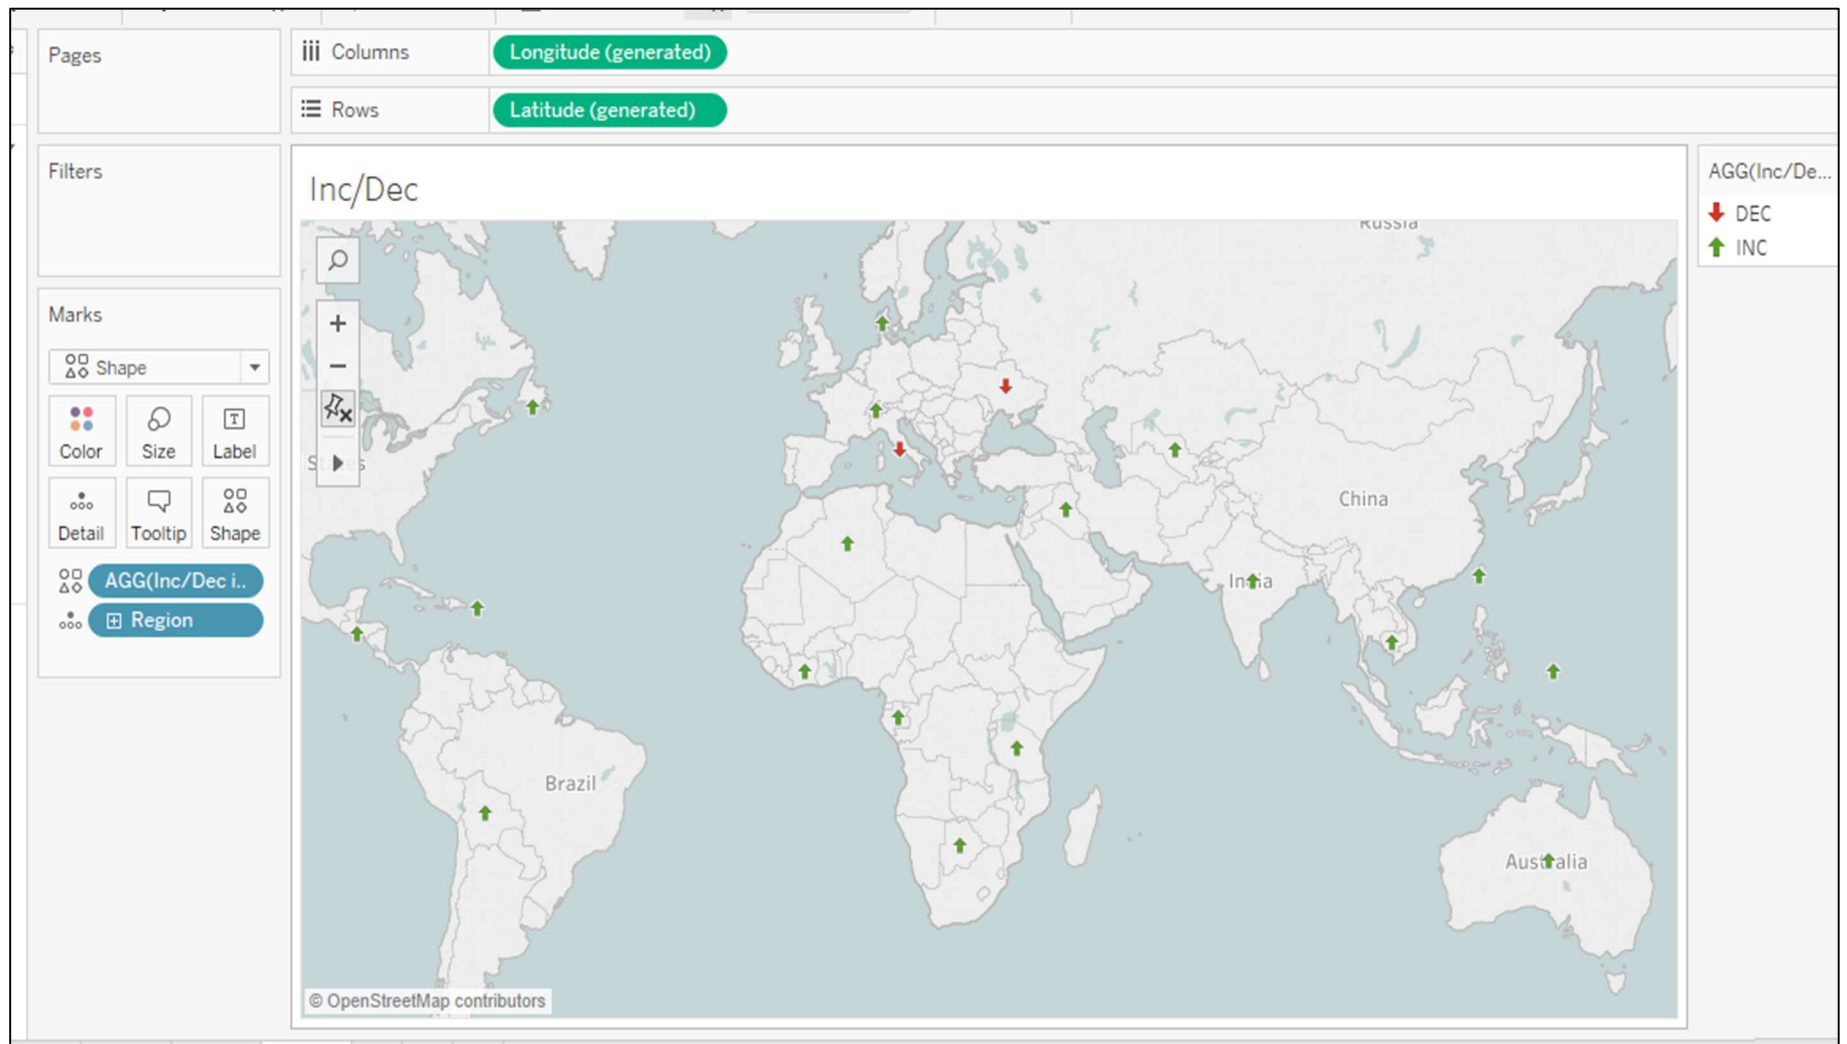 Pages
Columns
Longitude (generated)
Rows
Latitude (generated)
Filters
Inc/Dec
AGG(Inc/De...
DEC
INC
Russia
Marks
Shape
Color
Size
Label
Detail
Tooltip
Shape
AGG(Inc/Dec i..
Region
China
India
Brazil
Australia
© OpenStreetMap contributors